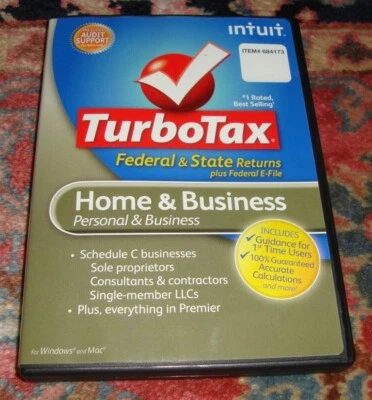 AUDIT
SUPPORT
intuit
ITEM# 684173
#1 Rated,
Best Selling
TurboTax
Federal & State Returns
plus Federal E-File
Home & Business
Personal & Business
• Schedule C businesses
Sole proprietors
Consultants & contractors
Single-member LLCs
• Plus, everything in Premier
INCLUDES
Guidance for
1st Time Users
100% Guaranteed
Accurate
Calculations
and more!
For Windows® and Mac®